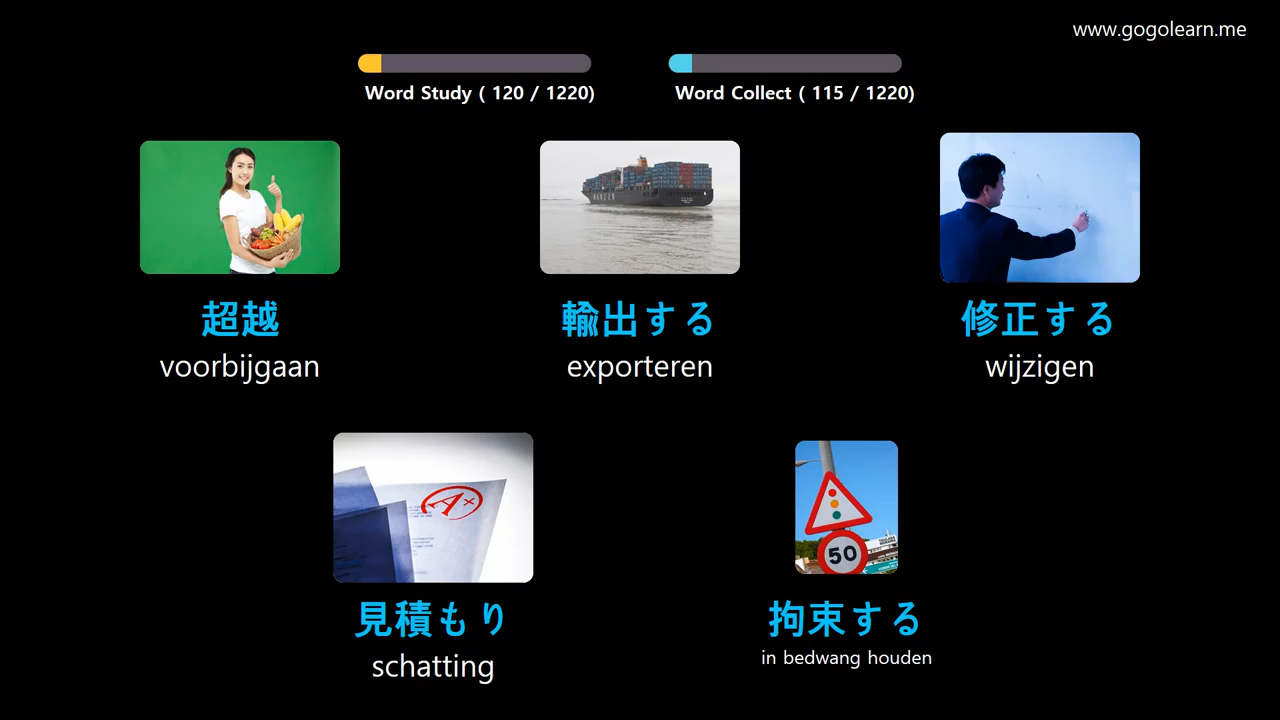 www.gogolearn.me
Word Study ( 120 / 1220)
Word Collect ( 115 / 1220)
超越
voorbijgaan
輸出する
exporteren
修正する
wijzigen
A+
50
見積もり
schatting
拘束する
in bedwang houden